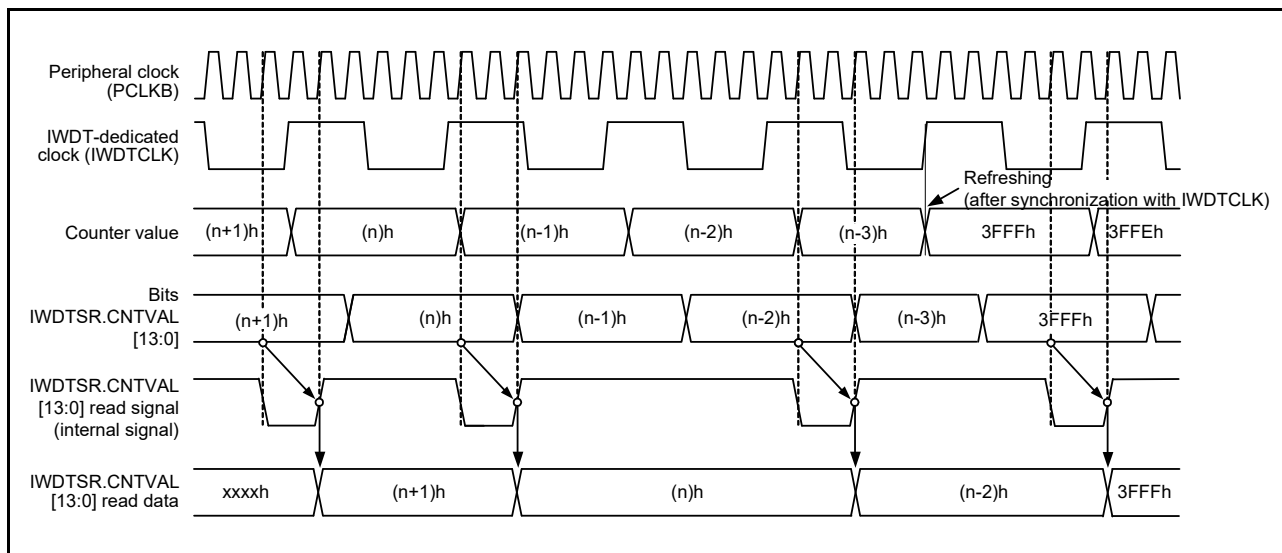 Peripheral clock
(PCLKB)
IWDT-dedicated
clock (IWDTCLK)
Refreshing
(after synchronization with IWDTCLK)
Counter value
(n+1)h
(n)h
(n-1)h
(n-2)h
(n-3)h
3FFFh
3FFEh
Bits
IWDTSR.CNTVAL
[13:0]
(n+1)h
(n)h
(n-1)h
(n-2)h
(n-3)h
3FFFh
IWDTSR.CNTVAL
[13:0] read signal
(internal signal)
IWDTSR.CNTVAL
[13:0] read data
xxxxh
(n+1)h
(n)h
(n-2)h
3FFFh